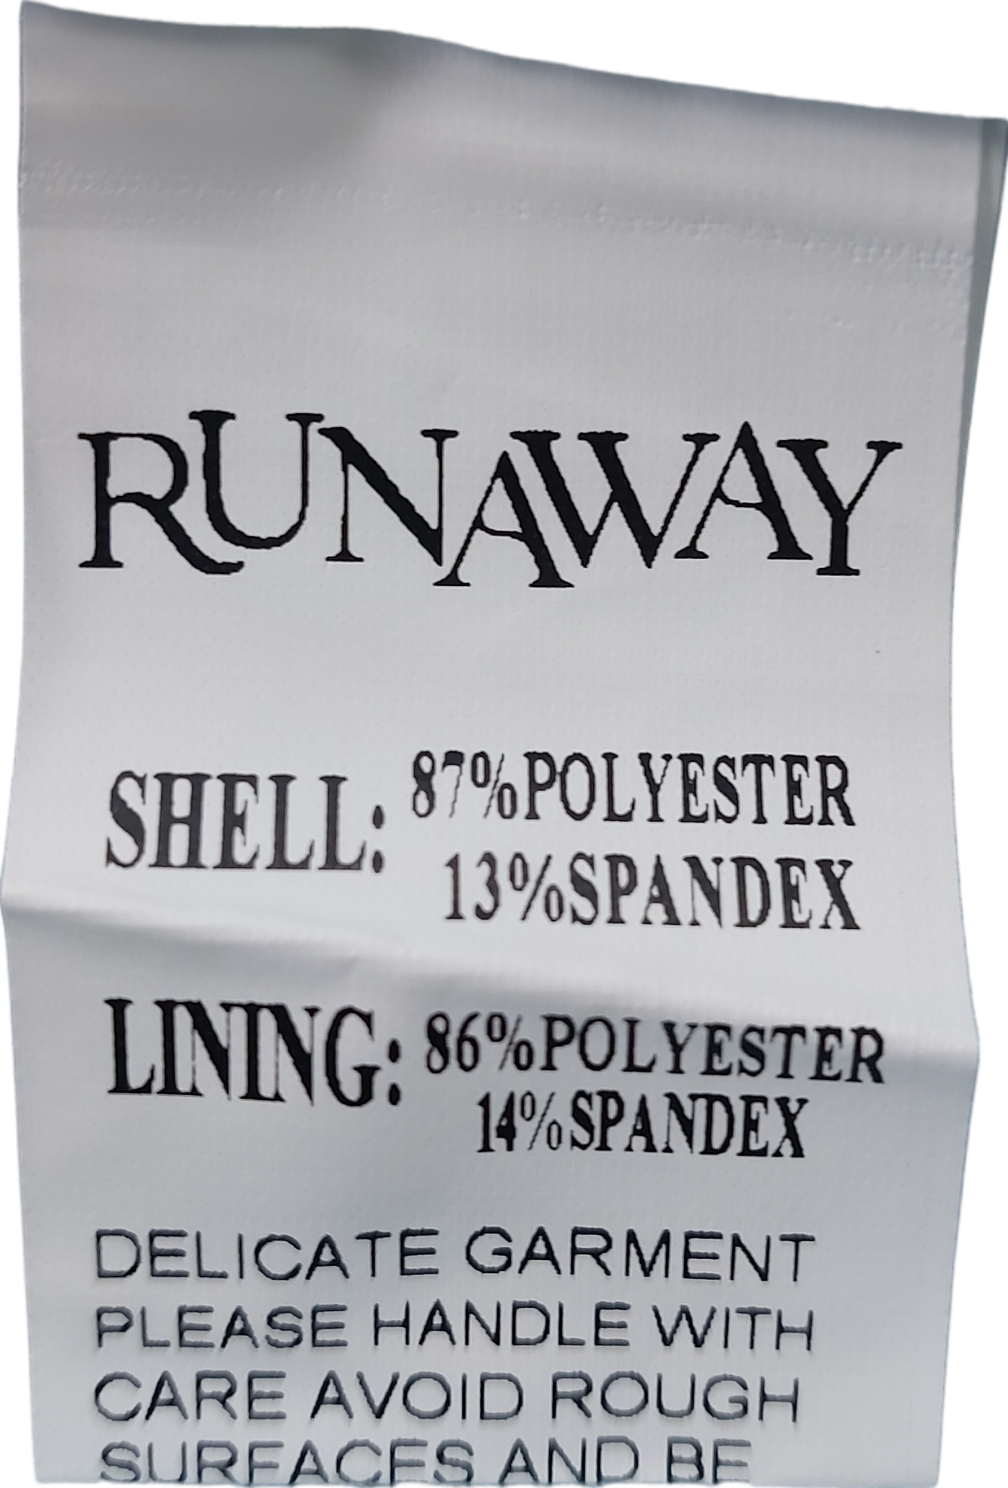 RUNAWAY
SHELL: 87%POLYESTER
13%SPANDEX
LINING: 86%POLYESTER
14%SPANDEX
DELICATE GARMENT
PLEASE HANDLE WITH
CARE AVOID ROUGH
SURFACES AND BE